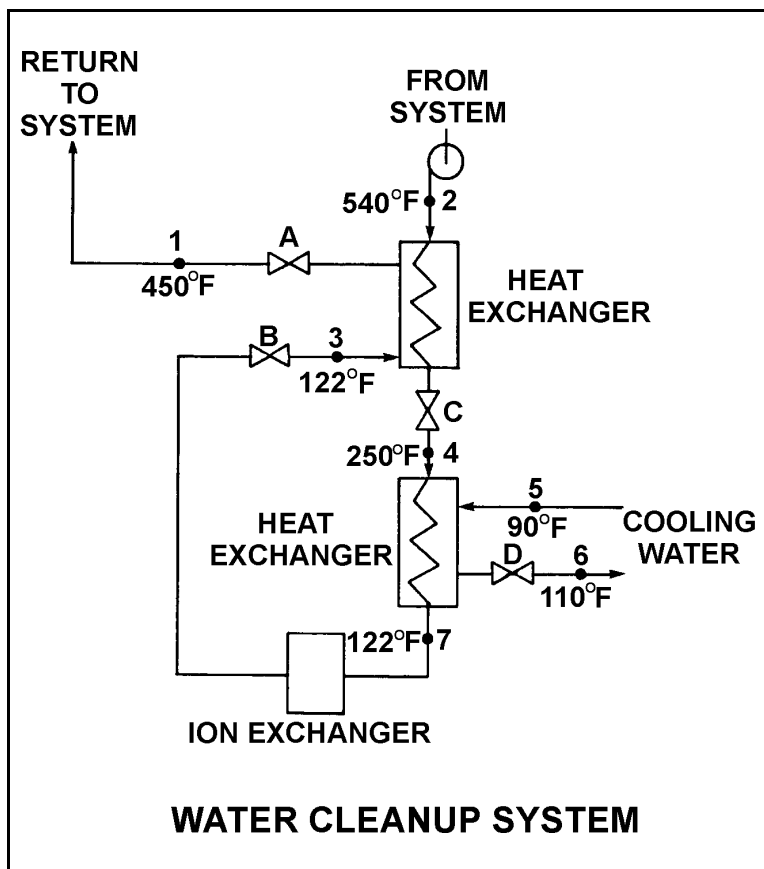 RETURN
TO
SYSTEM
FROM
SYSTEM
540°F
2
1
A
450°F
HEAT
EXCHANGER
B
3
122°F
C
250°F
4
HEAT
EXCHANGER
5
90°F
COOLING
WATER
D
6
110°F
122°F
7
ION EXCHANGER
WATER CLEANUP SYSTEM